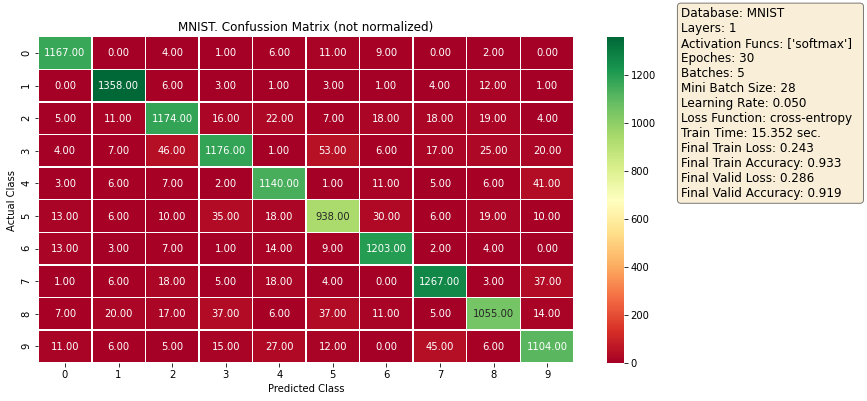 MNIST. Confussion Matrix (not normalized)
0 1167.00 0.00 4.00 1.00 6.00 11.00 9.00 0.00 2.00 0.00
1 0.00 1358.00 6.00 3.00 1.00 3.00 1.00 4.00 12.00 1.00
2 5.00 11.00 1174.00 16.00 22.00 7.00 18.00 18.00 19.00 4.00
3 4.00 7.00 46.00 1176.00 1.00 53.00 6.00 17.00 25.00 20.00
4 3.00 6.00 7.00 2.00 1140.00 1.00 11.00 5.00 6.00 41.00
5 13.00 6.00 10.00 35.00 18.00 938.00 30.00 6.00 19.00 10.00
6 13.00 3.00 7.00 1.00 14.00 9.00 1203.00 2.00 4.00 0.00
7 1.00 6.00 18.00 5.00 18.00 4.00 0.00 1267.00 3.00 37.00
8 7.00 20.00 17.00 37.00 6.00 37.00 11.00 5.00 1055.00 14.00
9 11.00 6.00 5.00 15.00 27.00 12.00 0.00 45.00 6.00 1104.00
0 1 2 3 4 5 6 7 8 9
Predicted Class
Actual Class
1200
1000
800
600
400
200
0
Database: MNIST
Layers: 1
Activation Funcs: ['softmax']
Epoches: 30
Batches: 5
Mini Batch Size: 28
Learning Rate: 0.050
Loss Function: cross-entropy
Train Time: 15.352 sec.
Final Train Loss: 0.243
Final Train Accuracy: 0.933
Final Valid Loss: 0.286
Final Valid Accuracy: 0.919